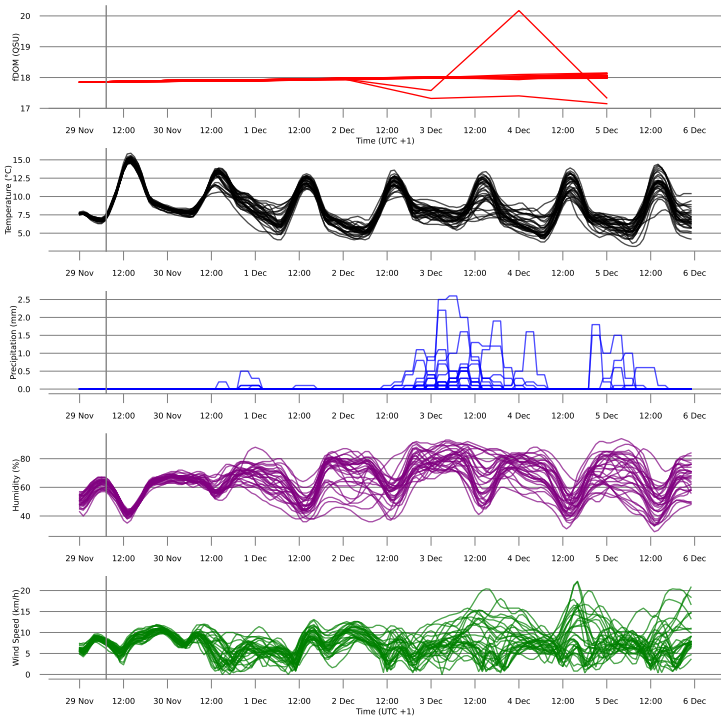 20
19
18
17
fDOM (QSU)
29 Nov 12:00 30 Nov 12:00 1 Dec 12:00 2 Dec 12:00 3 Dec 12:00 4 Dec 12:00 5 Dec 12:00 6 Dec
Time (UTC +1)
15.0
12.5
10.0
7.5
5.0
Temperature (°C)
29 Nov 12:00 30 Nov 12:00 1 Dec 12:00 2 Dec 12:00 3 Dec 12:00 4 Dec 12:00 5 Dec 12:00 6 Dec
2.5
2.0
1.5
1.0
0.5
0.0
Precipitation (mm)
29 Nov 12:00 30 Nov 12:00 1 Dec 12:00 2 Dec 12:00 3 Dec 12:00 4 Dec 12:00 5 Dec 12:00 6 Dec
80
60
40
Humidity (%)
29 Nov 12:00 30 Nov 12:00 1 Dec 12:00 2 Dec 12:00 3 Dec 12:00 4 Dec 12:00 5 Dec 12:00 6 Dec
20
15
10
5
0
Wind Speed (km/h)
29 Nov 12:00 30 Nov 12:00 1 Dec 12:00 2 Dec 12:00 3 Dec 12:00 4 Dec 12:00 5 Dec 12:00 6 Dec
Time (UTC +1)